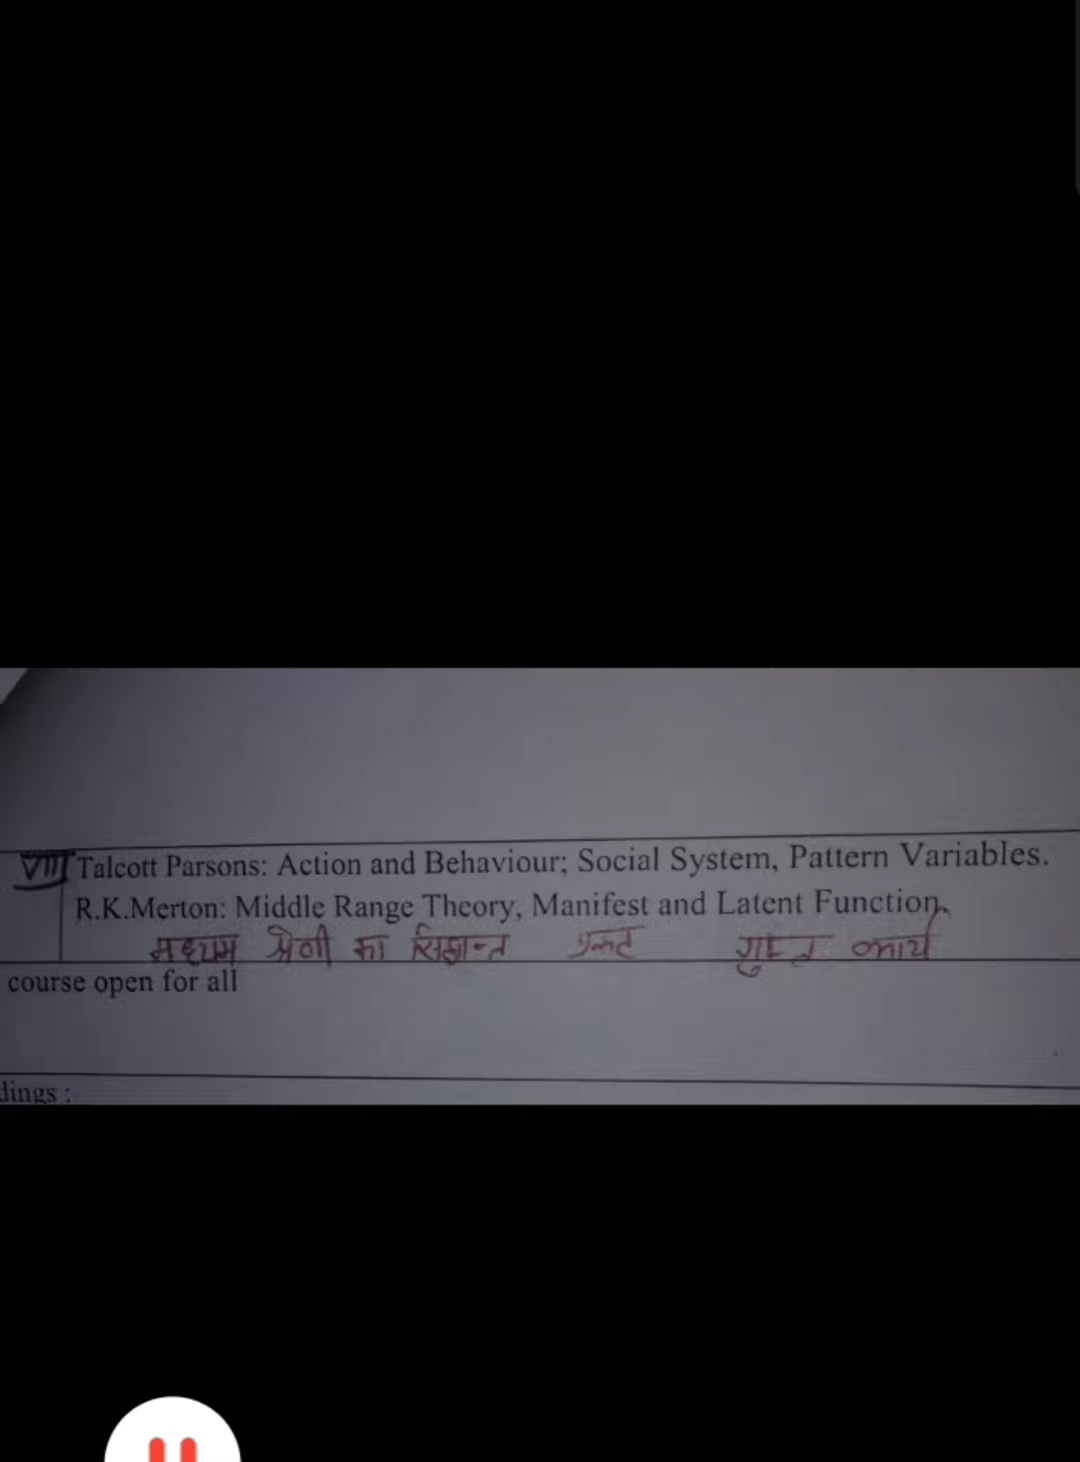 VIII Talcott Parsons: Action and Behaviour; Social System, Pattern Variables.
R.K.Merton: Middle Range Theory, Manifest and Latent Function,
मध्यम श्रेणी का सिद्धान्त प्रकट गुप्त कार्य
course open for all
dings :